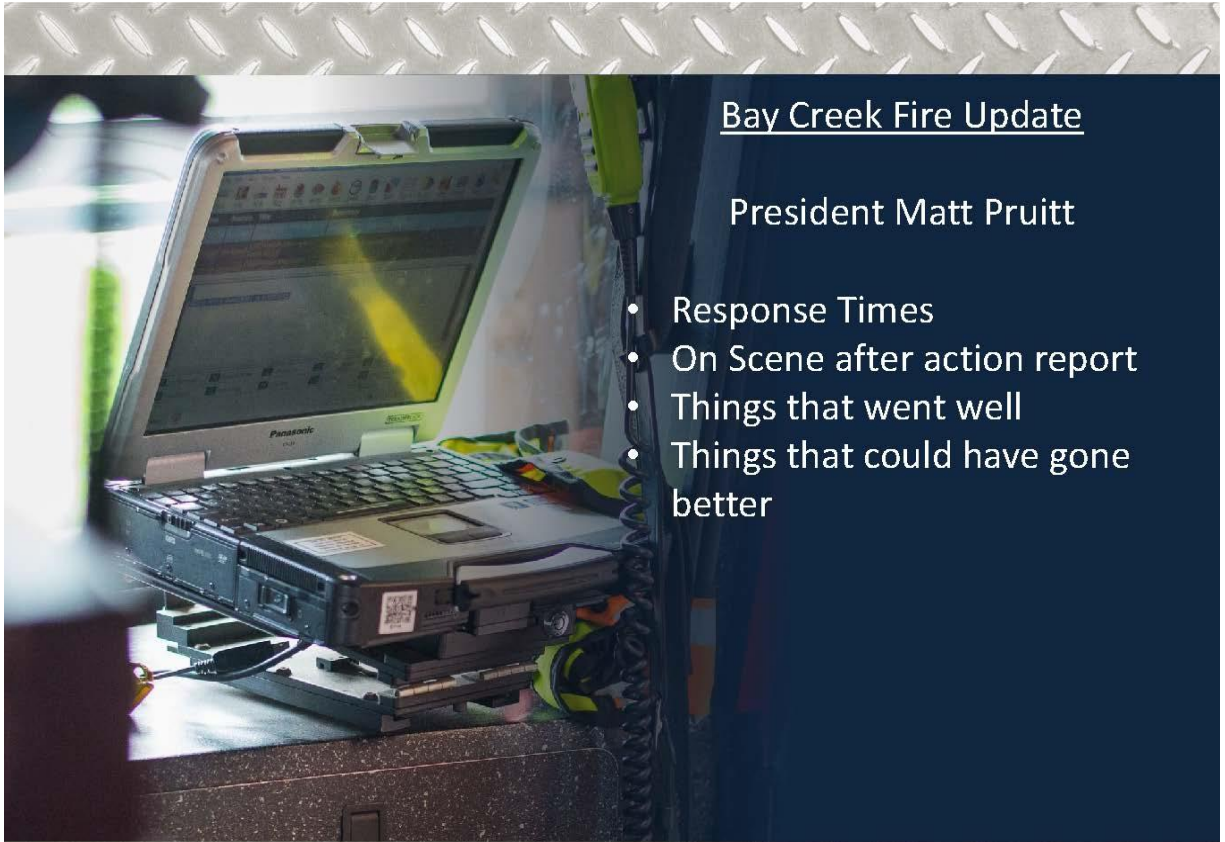 Bay Creek Fire Update
President Matt Pruitt
• Response Times
• On Scene after action report
• Things that went well
• Things that could have gone
better
Panasonic